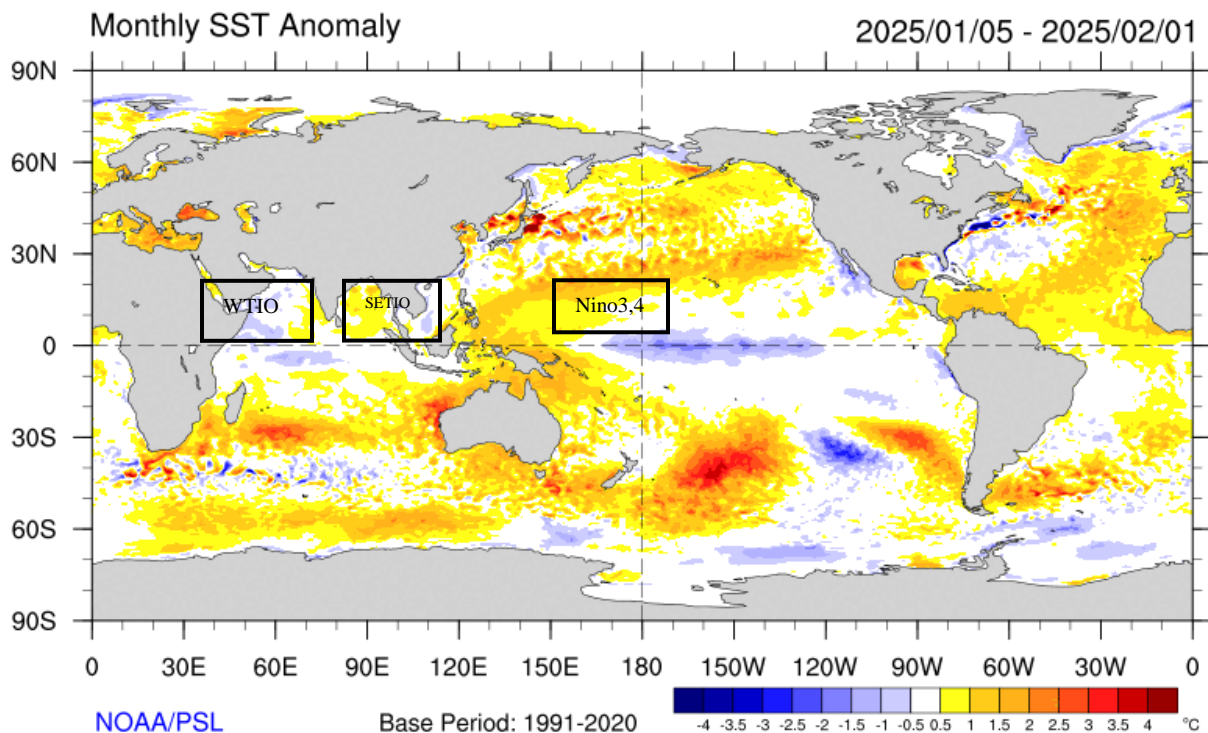 Monthly SST Anomaly 2025/01/05 - 2025/02/01
90N
60N
30N
WTIO SETIO Nino3,4
0
30S
60S
90S
0 30E 60E 90E 120E 150E 180 150W 120W 90W 60W 30W 0
NOAA/PSL Base Period: 1991-2020
-4 -3.5 -3 -2.5 -2 -1.5 -1 -0.5 0.5 1 1.5 2 2.5 3 3.5 4 °C